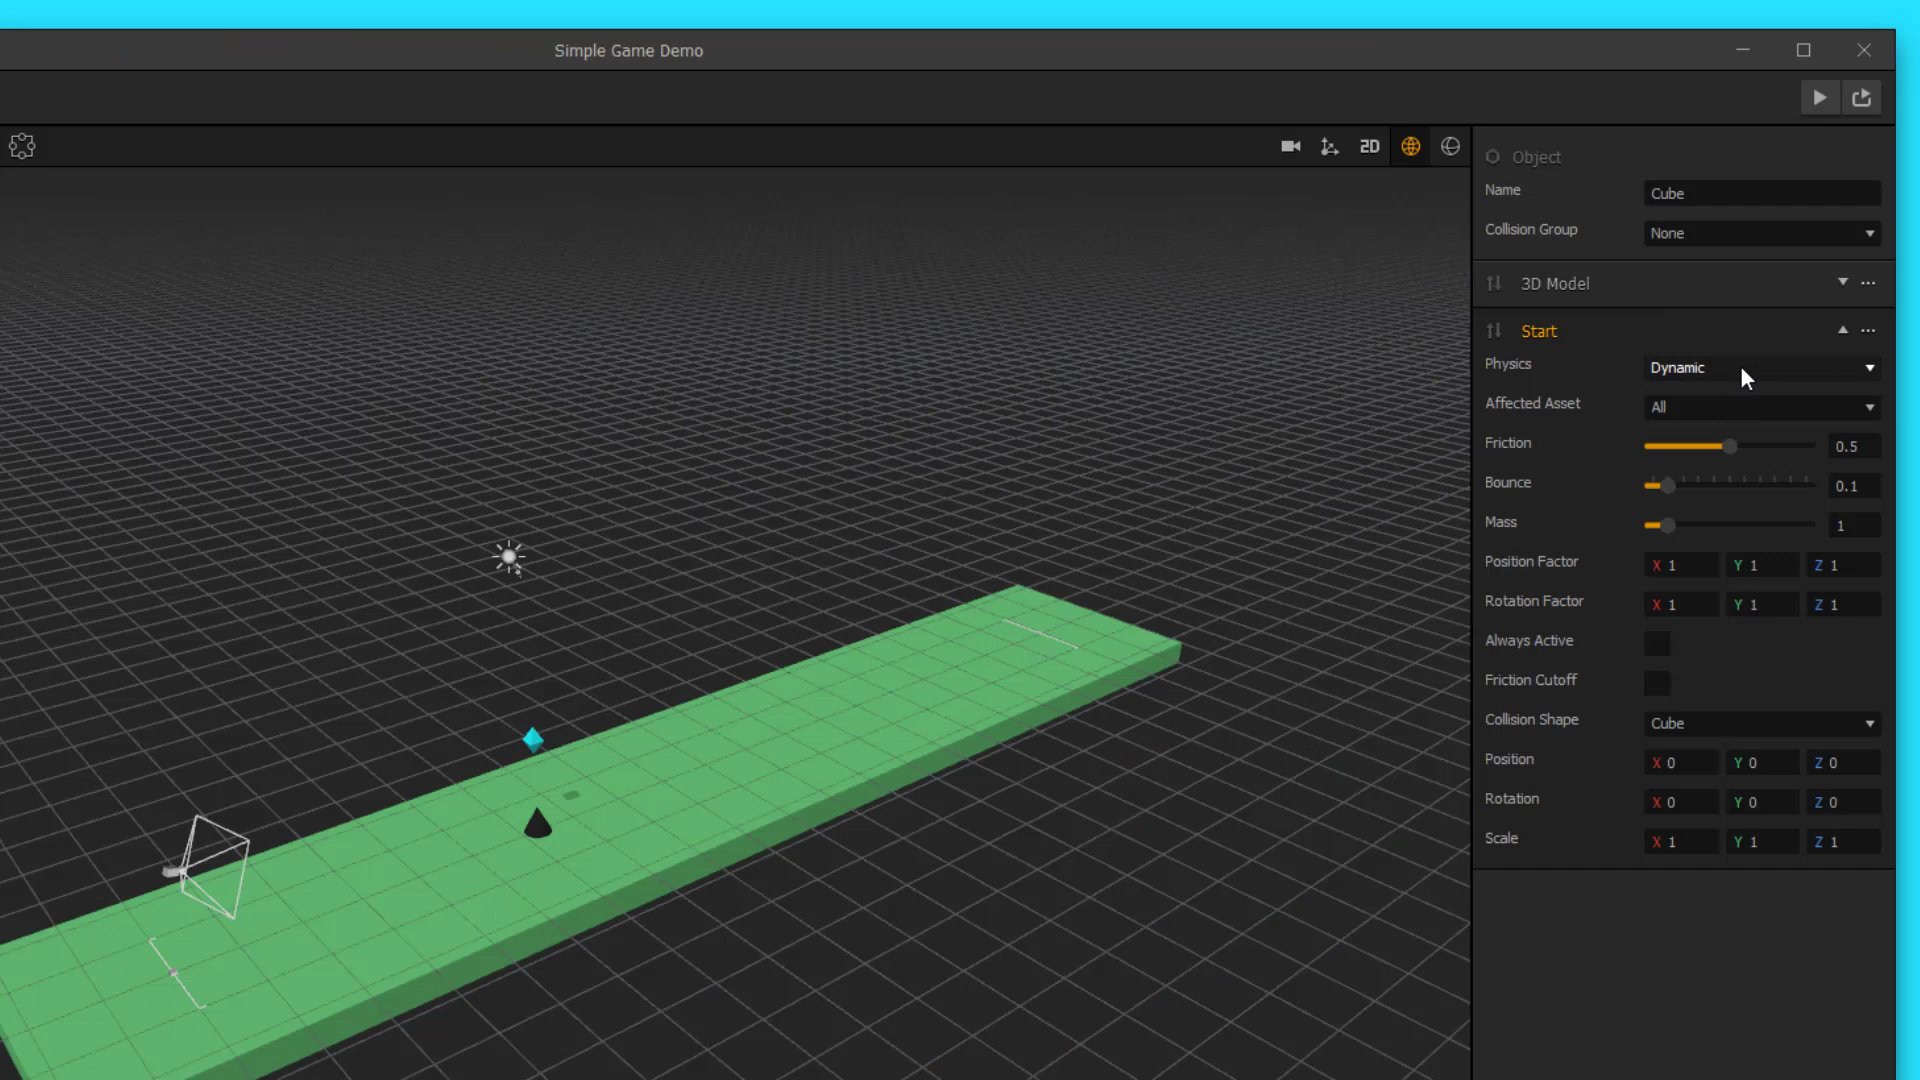 Simple Game Demo
2D
Object
Name Cube
Collision Group None
3D Model ...
Start ...
Physics Dynamic
Affected Asset All
Friction 0.5
Bounce 0.1
Mass 1
Position Factor X 1 Y 1 Z 1
Rotation Factor X 1 Y 1 Z 1
Always Active
Friction Cutoff
Collision Shape Cube
Position X 0 Y 0 Z 0
Rotation X 0 Y 0 Z 0
Scale X 1 Y 1 Z 1